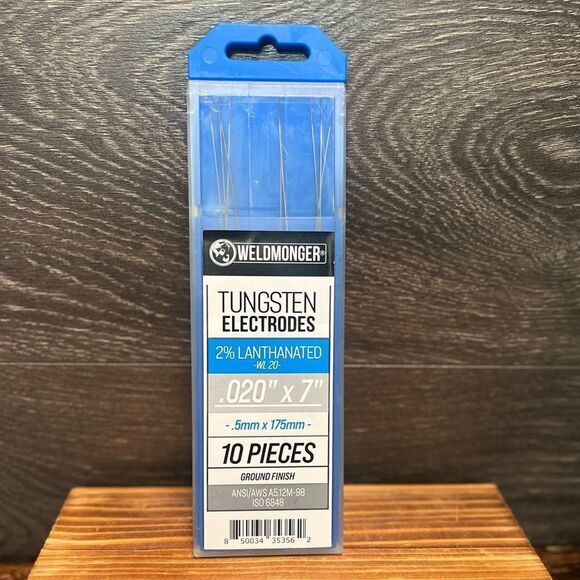 WELDMONGER®
TUNGSTEN
ELECTRODES
2% LANTHANATED
-WL 20-
.020" x 7"
- .5mm x 175mm -
10 PIECES
GROUND FINISH
ANSI/AWS A5.12M-98
ISO 6848
8 50034 35356 2